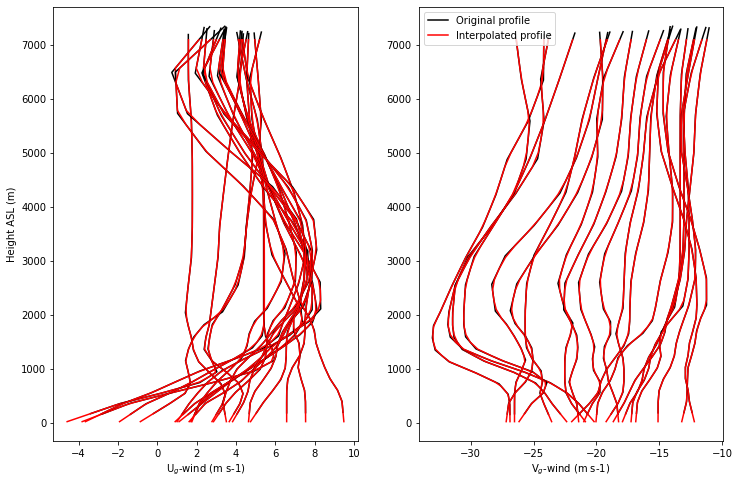 Original profile
Interpolated profile
7000
6000
5000
4000
3000
2000
1000
0
Height ASL (m)
−4 −2 0 2 4 6 8 10
U_g-wind (m s-1)
7000
6000
5000
4000
3000
2000
1000
0
−30 −25 −20 −15 −10
V_g-wind (m s-1)